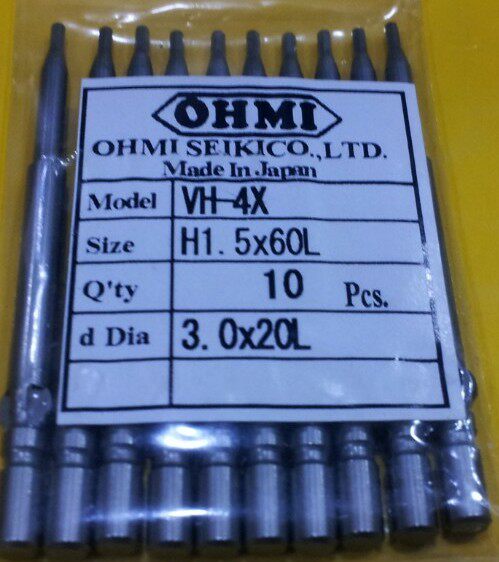 OHMI
OHMI SEIKICO.,LTD.
Made In Japan
Model VH-4X
Size H1.5x60L
Q'ty 10 Pcs.
d Dia 3.0x20L